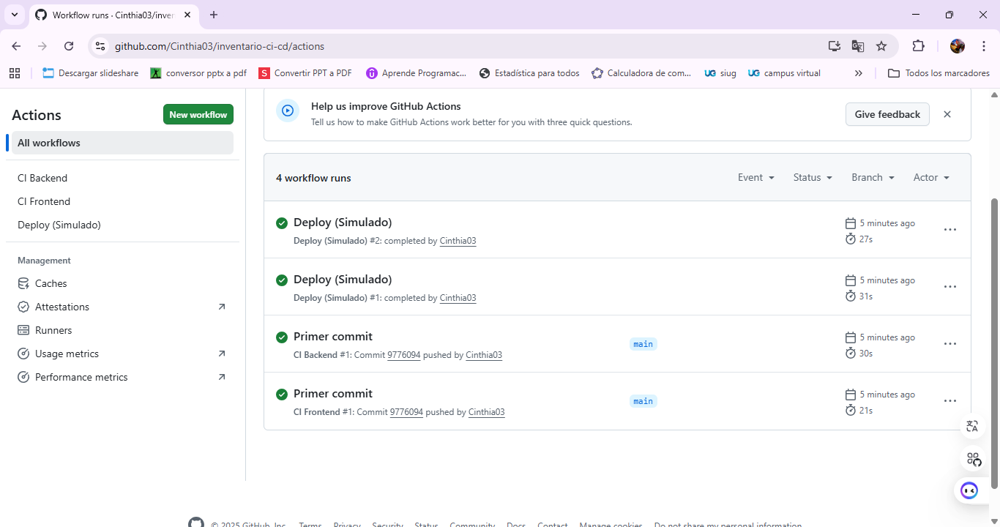 Workflow runs · Cinthia03/inver
github.com/Cinthia03/inventario-ci-cd/actions
Descargar slideshare
conversor pptx a pdf
S Convertir PPT a PDF
Aprende Programac...
Estadística para todos
Calculadora de com...
UG siug
UG campus virtual
Todos los marcadores
Actions
New workflow
All workflows
CI Backend
CI Frontend
Deploy (Simulado)
Management
Caches
Attestations
Runners
Usage metrics
Performance metrics
Help us improve GitHub Actions
Tell us how to make GitHub Actions work better for you with three quick questions.
Give feedback
4 workflow runs
Event Status Branch Actor
Deploy (Simulado)
Deploy (Simulado) #2: completed by Cinthia03
5 minutes ago
27s
Deploy (Simulado)
Deploy (Simulado) #1: completed by Cinthia03
5 minutes ago
31s
Primer commit
CI Backend #1: Commit 9776094 pushed by Cinthia03
main
5 minutes ago
30s
Primer commit
CI Frontend #1: Commit 9776094 pushed by Cinthia03
main
5 minutes ago
21s
© 2025 GitHub, Inc. Terms Privacy Security Status Community Docs Contact Manage cookies Do not share my personal information